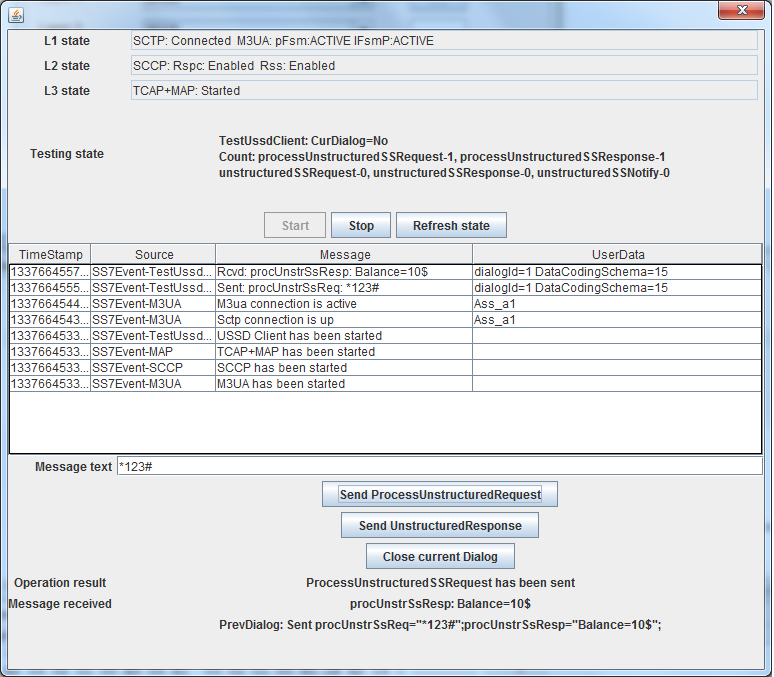 L1 state SCTP: Connected M3UA: pFsm:ACTIVE lFsmP:ACTIVE
L2 state SCCP: Rspc: Enabled Rss: Enabled
L3 state TCAP+MAP: Started
Testing state
TestUssdClient: CurDialog=No
Count: processUnstructuredSSRequest-1, processUnstructuredSSResponse-1
unstructuredSSRequest-0, unstructuredSSResponse-0, unstructuredSSNotify-0
Start Stop Refresh state
TimeStamp Source Message UserData
1337664557... SS7Event-TestUssd... Rcvd: procUnstrSsResp: Balance=10$ dialogId=1 DataCodingSchema=15
1337664555... SS7Event-TestUssd... Sent: procUnstrSsReq: *123# dialogId=1 DataCodingSchema=15
1337664544... SS7Event-M3UA M3ua connection is active Ass_a1
1337664543... SS7Event-M3UA Sctp connection is up Ass_a1
1337664533... SS7Event-TestUssd... USSD Client has been started
1337664533... SS7Event-MAP TCAP+MAP has been started
1337664533... SS7Event-SCCP SCCP has been started
1337664533... SS7Event-M3UA M3UA has been started
Message text *123#
Send ProcessUnstructuredRequest
Send UnstructuredResponse
Close current Dialog
Operation result ProcessUnstructuredSSRequest has been sent
Message received procUnstrSsResp: Balance=10$
PrevDialog: Sent procUnstrSsReq="*123#";procUnstrSsResp="Balance=10$";